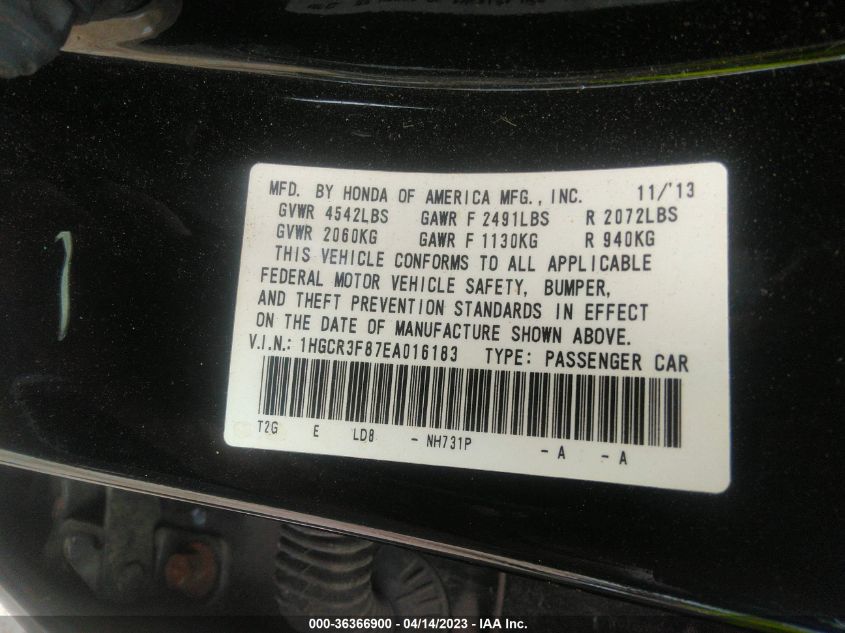 MFD. BY HONDA OF AMERICA MFG., INC. 11/'13
GVWR 4542LBS GAWR F 2491LBS R 2072LBS
GVWR 2060KG GAWR F 1130KG R 940KG
THIS VEHICLE CONFORMS TO ALL APPLICABLE
FEDERAL MOTOR VEHICLE SAFETY, BUMPER,
AND THEFT PREVENTION STANDARDS IN EFFECT
ON THE DATE OF MANUFACTURE SHOWN ABOVE.
V.I.N.: 1HGCR3F87EA016183 TYPE: PASSENGER CAR
T2G E LD8 - NH731P - A - A
000-36366900 - 04/14/2023 - IAA Inc.